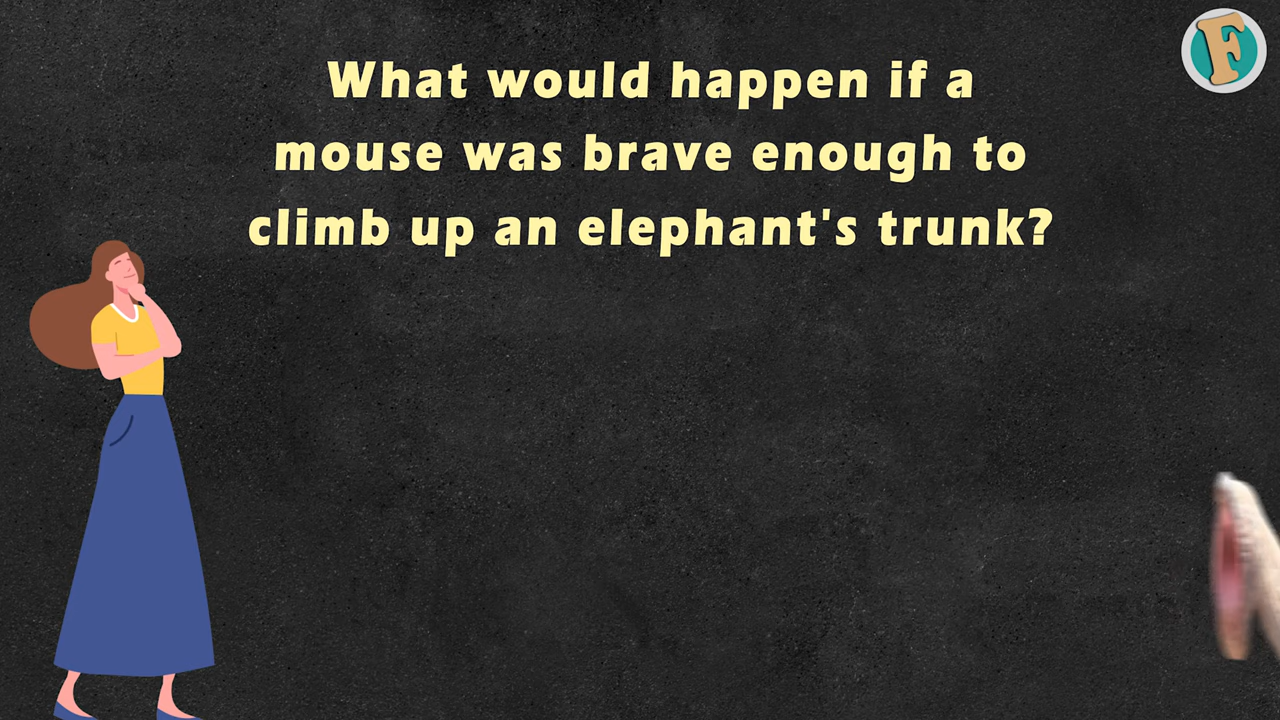 What would happen if a
mouse was brave enough to
climb up an elephant's trunk?
F